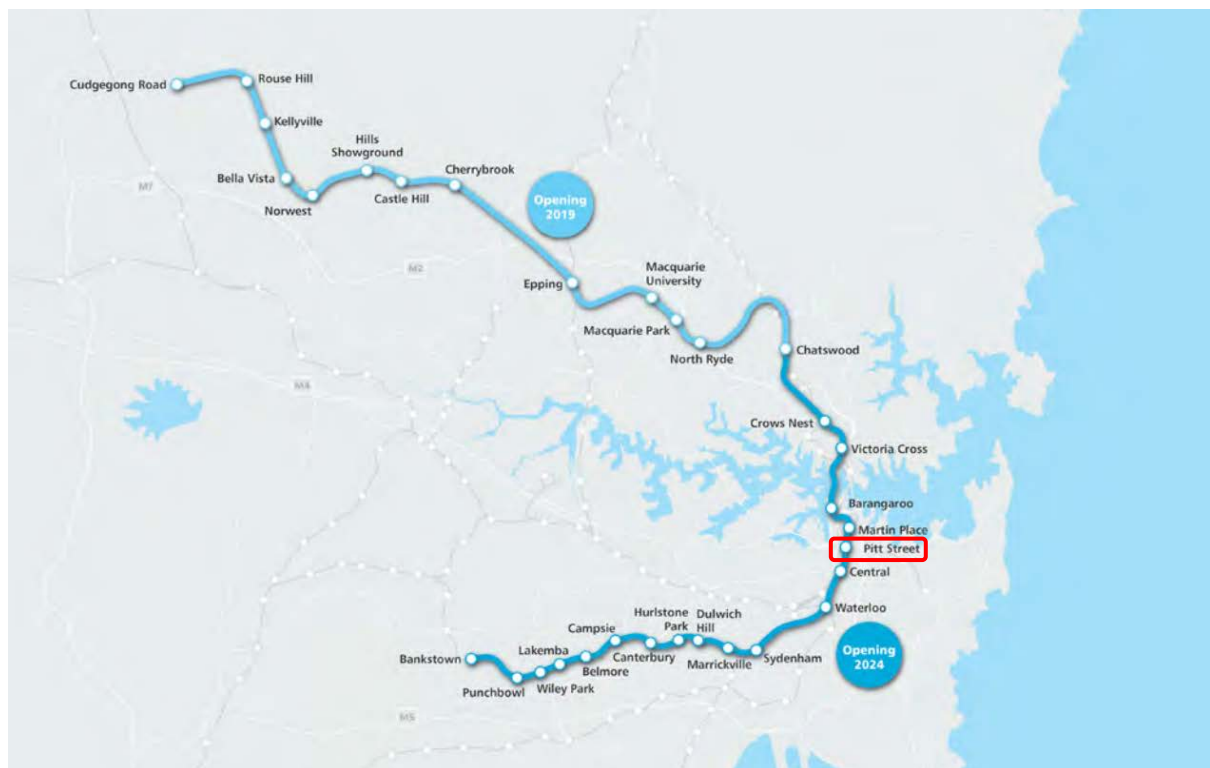 Cudgegong Road
Rouse Hill
Kellyville
Hills
Showground
Bella Vista
Cherrybrook
M7
Castle Hill
Norwest
Opening
2019
M2
Macquarie
University
Epping
Macquarie Park
North Ryde
Chatswood
M4
Crows Nest
Victoria Cross
Barangaroo
Martin Place
Pitt Street
Central
Waterloo
Hurlstone
Park
Dulwich
Hill
Campsie
Lakemba
Canterbury
Opening
2024
Bankstown
Belmore
Marrickville
Sydenham
Wiley Park
Punchbowl
M5